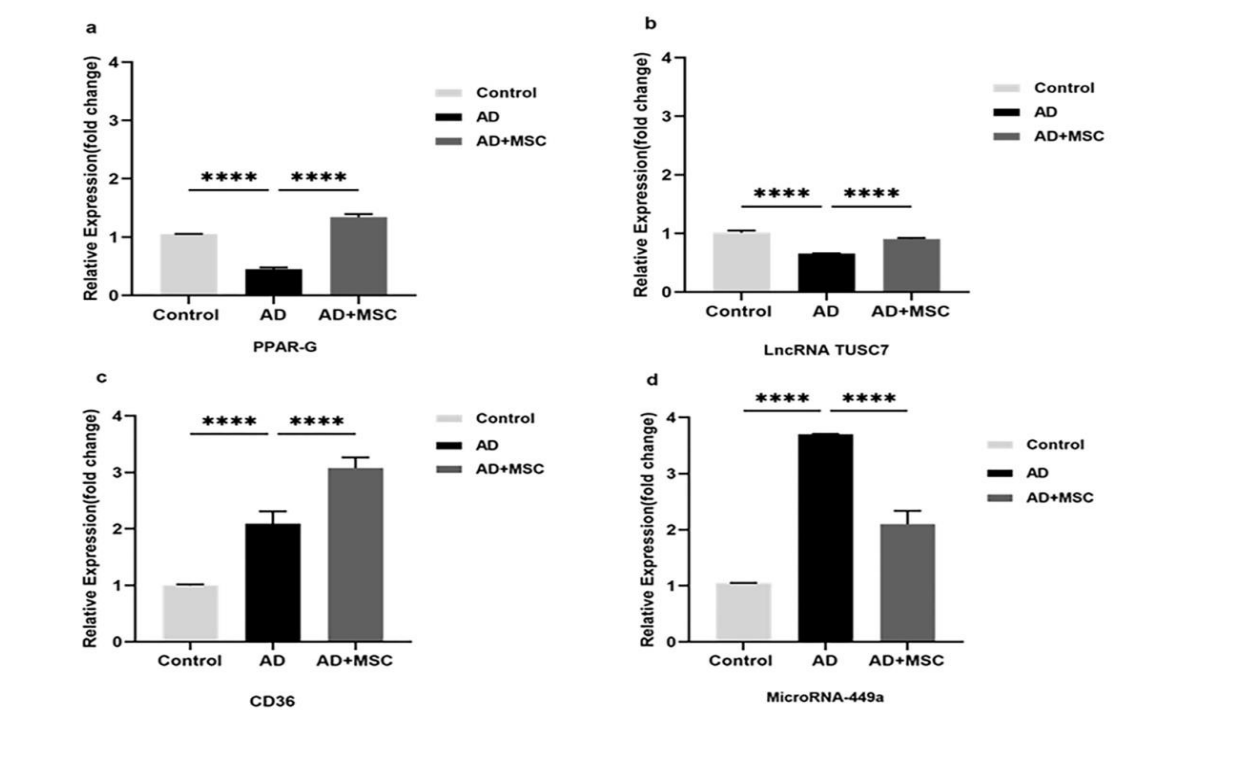 a
Relative Expression(fold change)
4
3
2
1
0
**** ****
Control AD AD+MSC
PPAR-G
Control
AD
AD+MSC
b
Relative Expression(fold change)
4
3
2
1
0
**** ****
Control AD AD+MSC
LncRNA TUSC7
Control
AD
AD+MSC
c
Relative Expression(fold change)
4
3
2
1
0
**** ****
Control AD AD+MSC
CD36
Control
AD
AD+MSC
d
Relative Expression(fold change)
4
3
2
1
0
**** ****
Control AD AD+MSC
MicroRNA-449a
Control
AD
AD+MSC